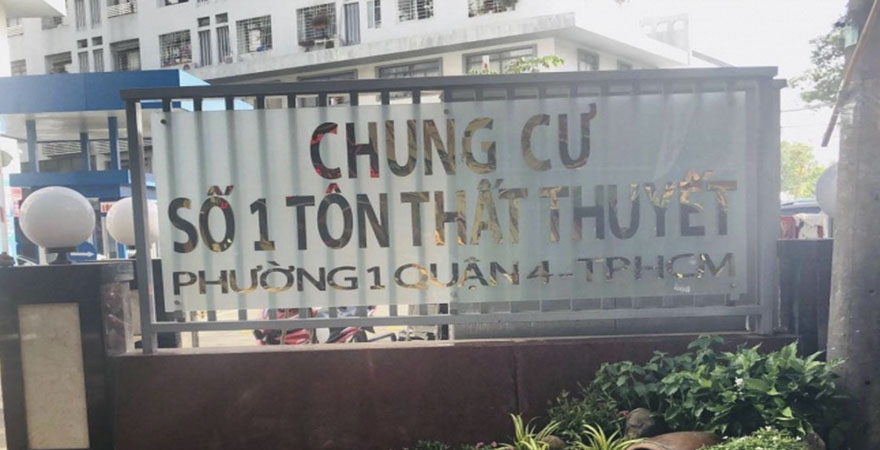 CHUNG CƯ
SỐ 1 TÔN THẤT THUYẾT
PHƯỜNG 1 QUẬN 4-TPHCM